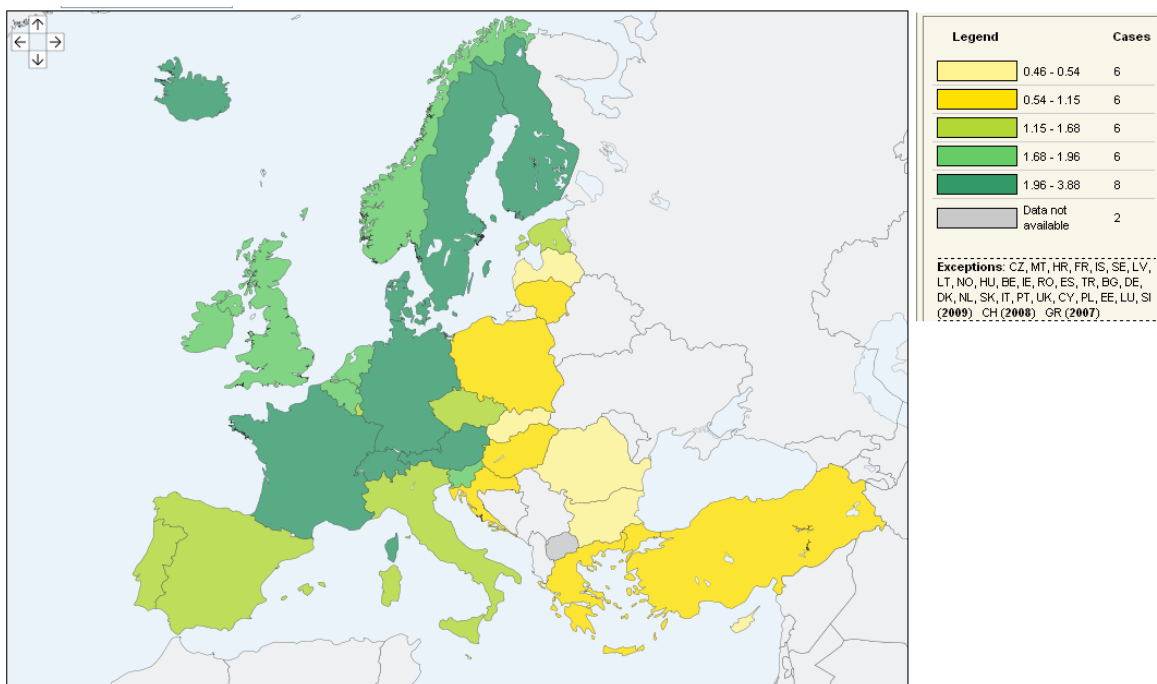 Legend Cases
0.46 - 0.54 6
0.54 - 1.15 6
1.15 - 1.68 6
1.68 - 1.96 6
1.96 - 3.88 8
Data not
available 2
Exceptions: CZ, MT, HR, FR, IS, SE, LV,
LT, NO, HU, BE, IE, RO, ES, TR, BG, DE,
DK, NL, SK, IT, PT, UK, CY, PL, EE, LU, SI
(2009) CH (2008) GR (2007)